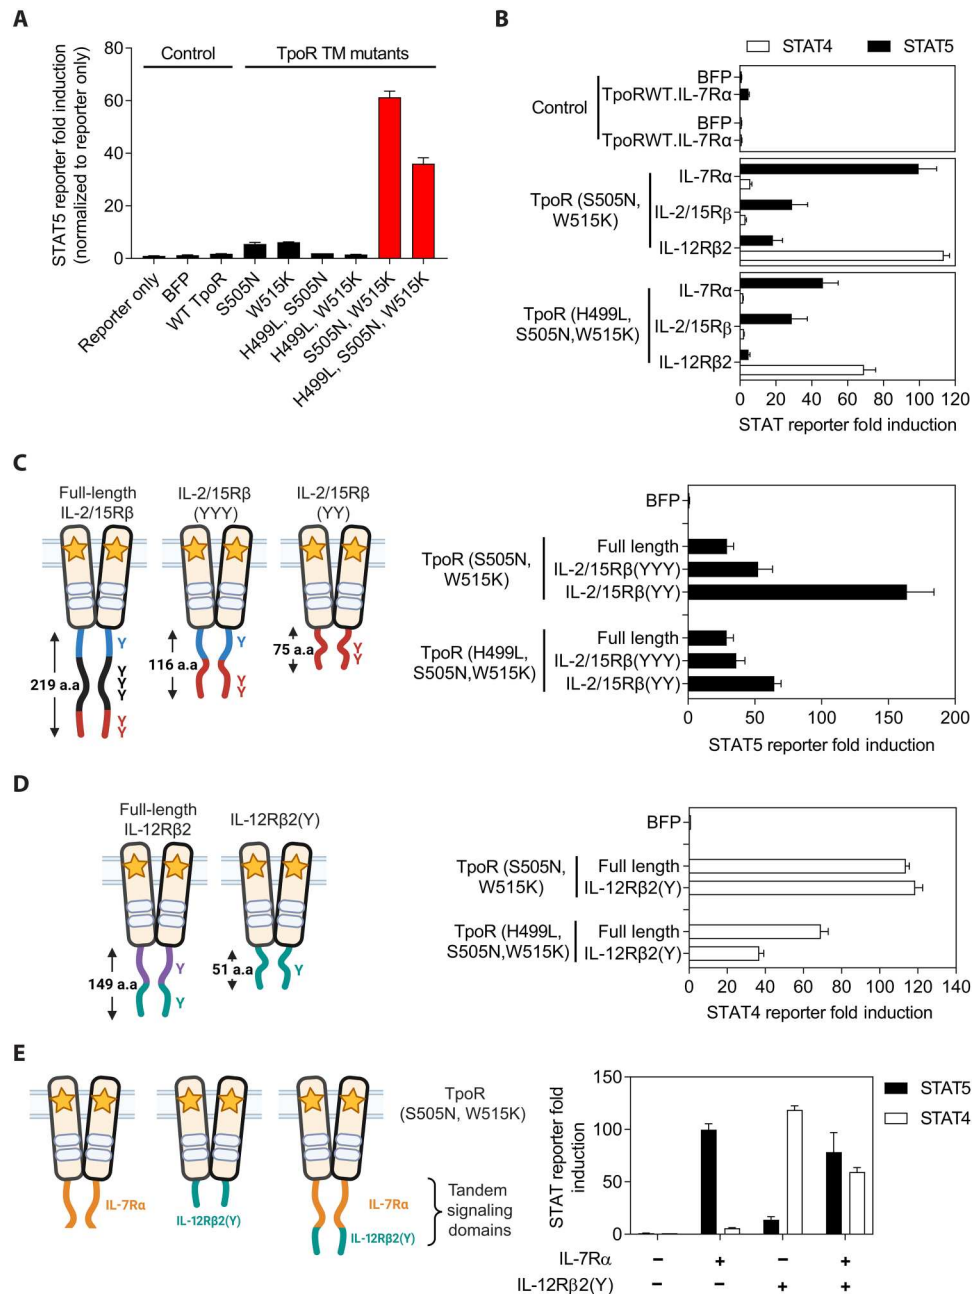 A
STAT5 reporter fold induction
(normalized to reporter only)
80
60
40
20
0
Control
TpoR TM mutants
Reporter only
BFP
WT TpoR
S505N
W515K
H499L, S505N
H499L, W515K
S505N, W515K
H499L, S505N, W515K
B
STAT4
STAT5
Control
BFP
TpoRWT.IL-7Rα
BFP
TpoRWT.IL-7Rα
TpoR (S505N,
W515K)
IL-7Rα
IL-2/15Rβ
IL-12Rβ2
TpoR (H499L,
S505N,W515K)
IL-7Rα
IL-2/15Rβ
IL-12Rβ2
0 20 40 60 80 100 120
STAT reporter fold induction
C
Full-length
IL-2/15Rβ
IL-2/15Rβ
(YYY)
IL-2/15Rβ
(YY)
219 a.a
Y
Y
Y
Y
Y
Y
116 a.a
Y
Y
Y
75 a.a
Y
Y
BFP
TpoR (S505N,
W515K)
Full length
IL-2/15Rβ(YYY)
IL-2/15Rβ(YY)
TpoR (H499L,
S505N,W515K)
Full length
IL-2/15Rβ(YYY)
IL-2/15Rβ(YY)
0 50 100 150 200
STAT5 reporter fold induction
D
Full-length
IL-12Rβ2
IL-12Rβ2(Y)
149 a.a
Y
Y
51 a.a
Y
BFP
TpoR (S505N,
W515K)
Full length
IL-12Rβ2(Y)
TpoR (H499L,
S505N,W515K)
Full length
IL-12Rβ2(Y)
0 20 40 60 80 100 120 140
STAT4 reporter fold induction
E
IL-7Rα
IL-12Rβ2(Y)
TpoR
(S505N, W515K)
IL-7Rα
IL-12Rβ2(Y)
Tandem
signaling
domains
STAT reporter fold
induction
150
100
50
0
STAT5
STAT4
IL-7Rα − + − +
IL-12Rβ2(Y) − − + +